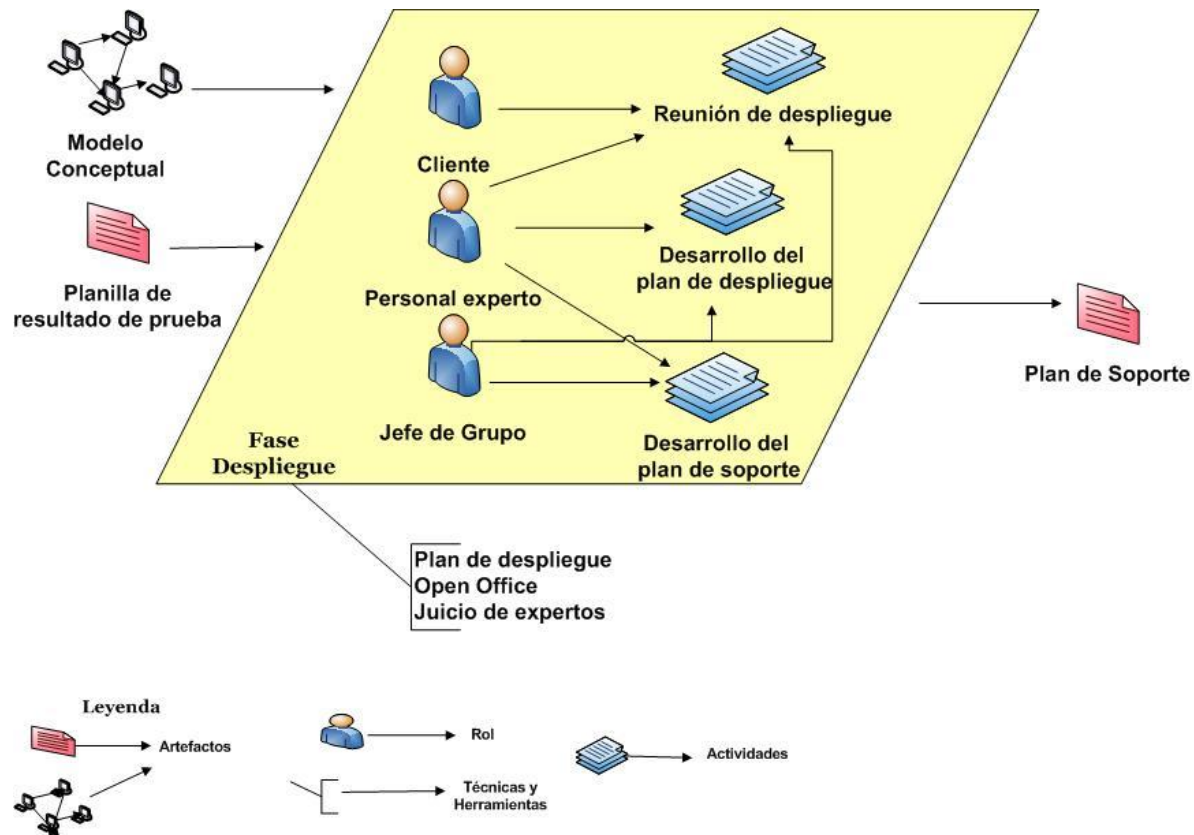 Modelo
Conceptual
Planilla de
resultado de prueba
Cliente
Personal experto
Jefe de Grupo
Reunión de despliegue
Desarrollo del
plan de despliegue
Desarrollo del
plan de soporte
Fase
Despliegue
Plan de Soporte
Plan de despliegue
Open Office
Juicio de expertos
Leyenda
Artefactos
Rol
Técnicas y
Herramientas
Actividades